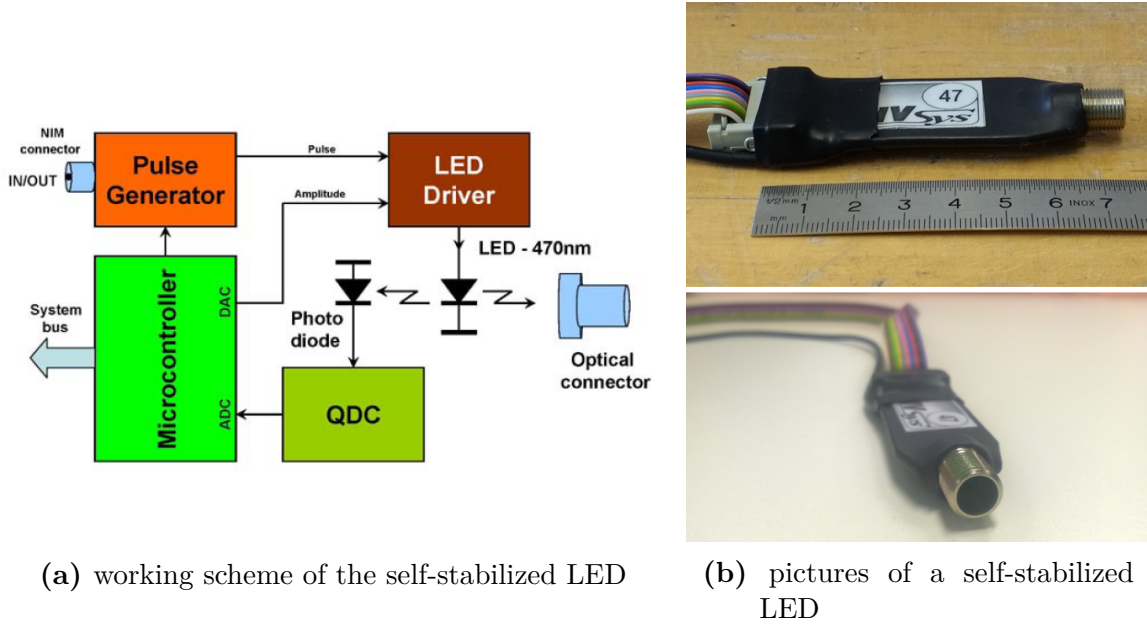 NIM
connector
IN/OUT
Pulse
Generator
Pulse
Amplitude
LED
Driver
LED - 470nm
System
bus
Microcontroller
DAC
ADC
Photo
diode
QDC
Optical
connector
47
1/2 mm
mm
1 2 3 4 5 6 INOX 7
(a) working scheme of the self-stabilized LED
(b) pictures of a self-stabilized
LED